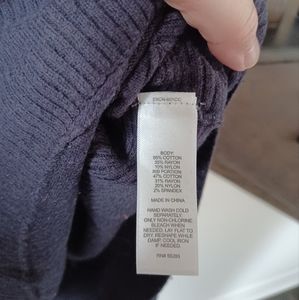 BODY:
55% COTTON
35% RAYON
10% NYLON
RIB PORTION
47% COTTON
31% RAYON
20% NYLON
2% SPANDEX
MADE IN CHINA
HAND WASH COLD
SEPARATELY.
ONLY NON-CHLORINE
BLEACH WHEN
NEEDED. LAY FLAT TO
DRY. RESHAPE WHILE
DAMP. COOL IRON
IF NEEDED.